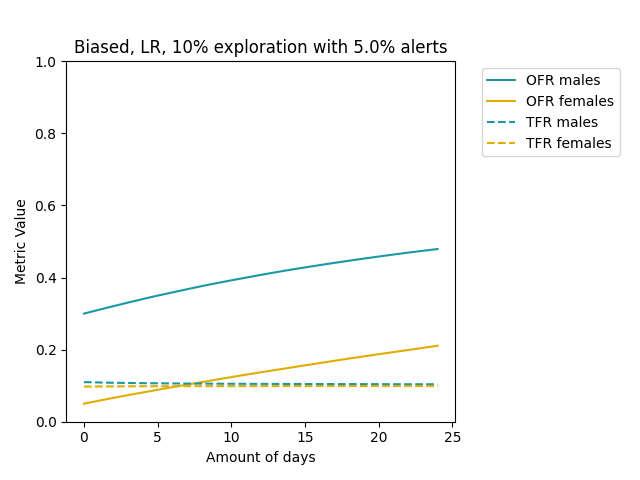 Biased, LR, 10% exploration with 5.0% alerts
OFR males
OFR females
TFR males
TFR females
Metric Value
1.0
0.8
0.6
0.4
0.2
0.0
0 5 10 15 20 25
Amount of days